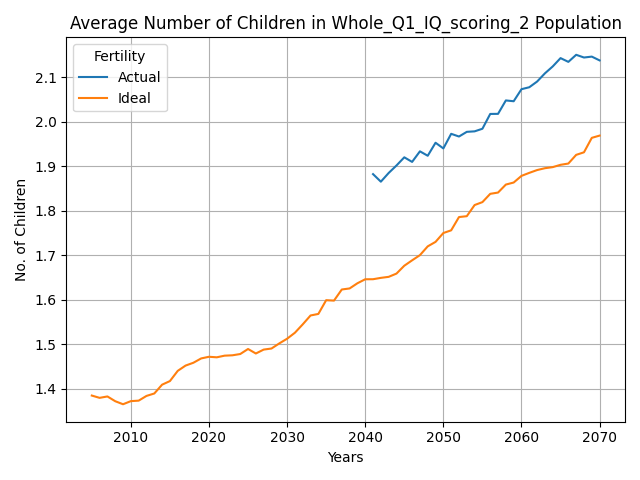 Average Number of Children in Whole_Q1_IQ_scoring_2 Population
Fertility
Actual
Ideal
No. of Children
2.1
2.0
1.9
1.8
1.7
1.6
1.5
1.4
2010 2020 2030 2040 2050 2060 2070
Years